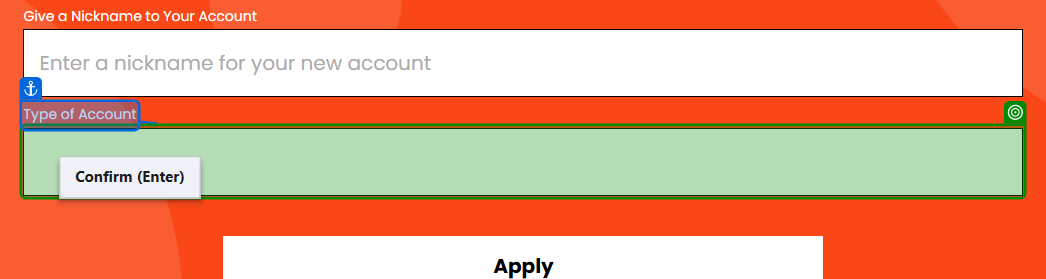 Give a Nickname to Your Account
Enter a nickname for your new account
Type of Account
Confirm (Enter)
Apply